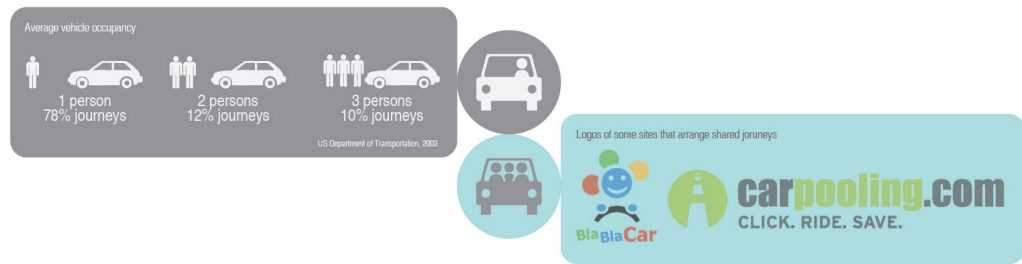 Average vehicle occupancy
1 person
78% journeys
2 persons
12% journeys
3 persons
10% journeys
US Department of Transportation, 2003
Logos of some sites that arrange shared joruneys
BlaBlaCar
carpooling.com
CLICK. RIDE. SAVE.